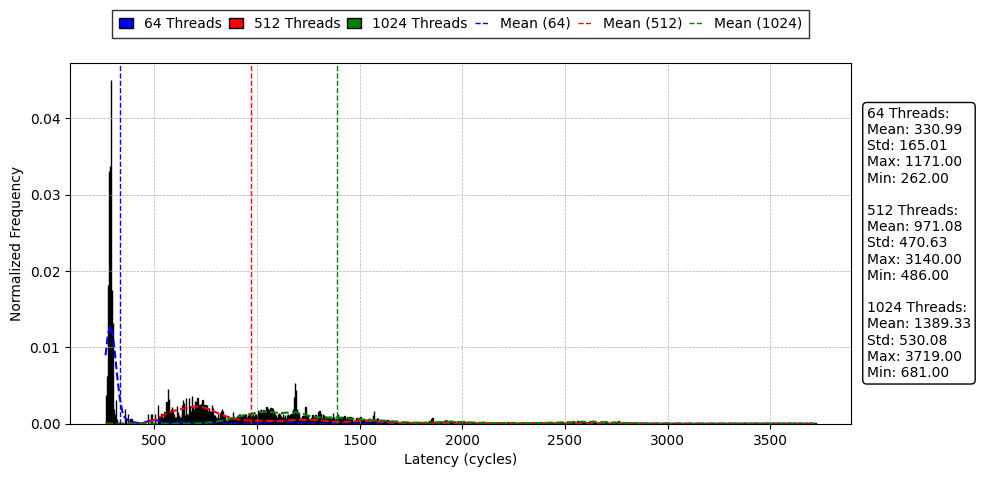 64 Threads 512 Threads 1024 Threads Mean (64) Mean (512) Mean (1024)
0.04
0.03
0.02
0.01
0.00
Normalized Frequency
500 1000 1500 2000 2500 3000 3500
Latency (cycles)
64 Threads:
Mean: 330.99
Std: 165.01
Max: 1171.00
Min: 262.00
512 Threads:
Mean: 971.08
Std: 470.63
Max: 3140.00
Min: 486.00
1024 Threads:
Mean: 1389.33
Std: 530.08
Max: 3719.00
Min: 681.00